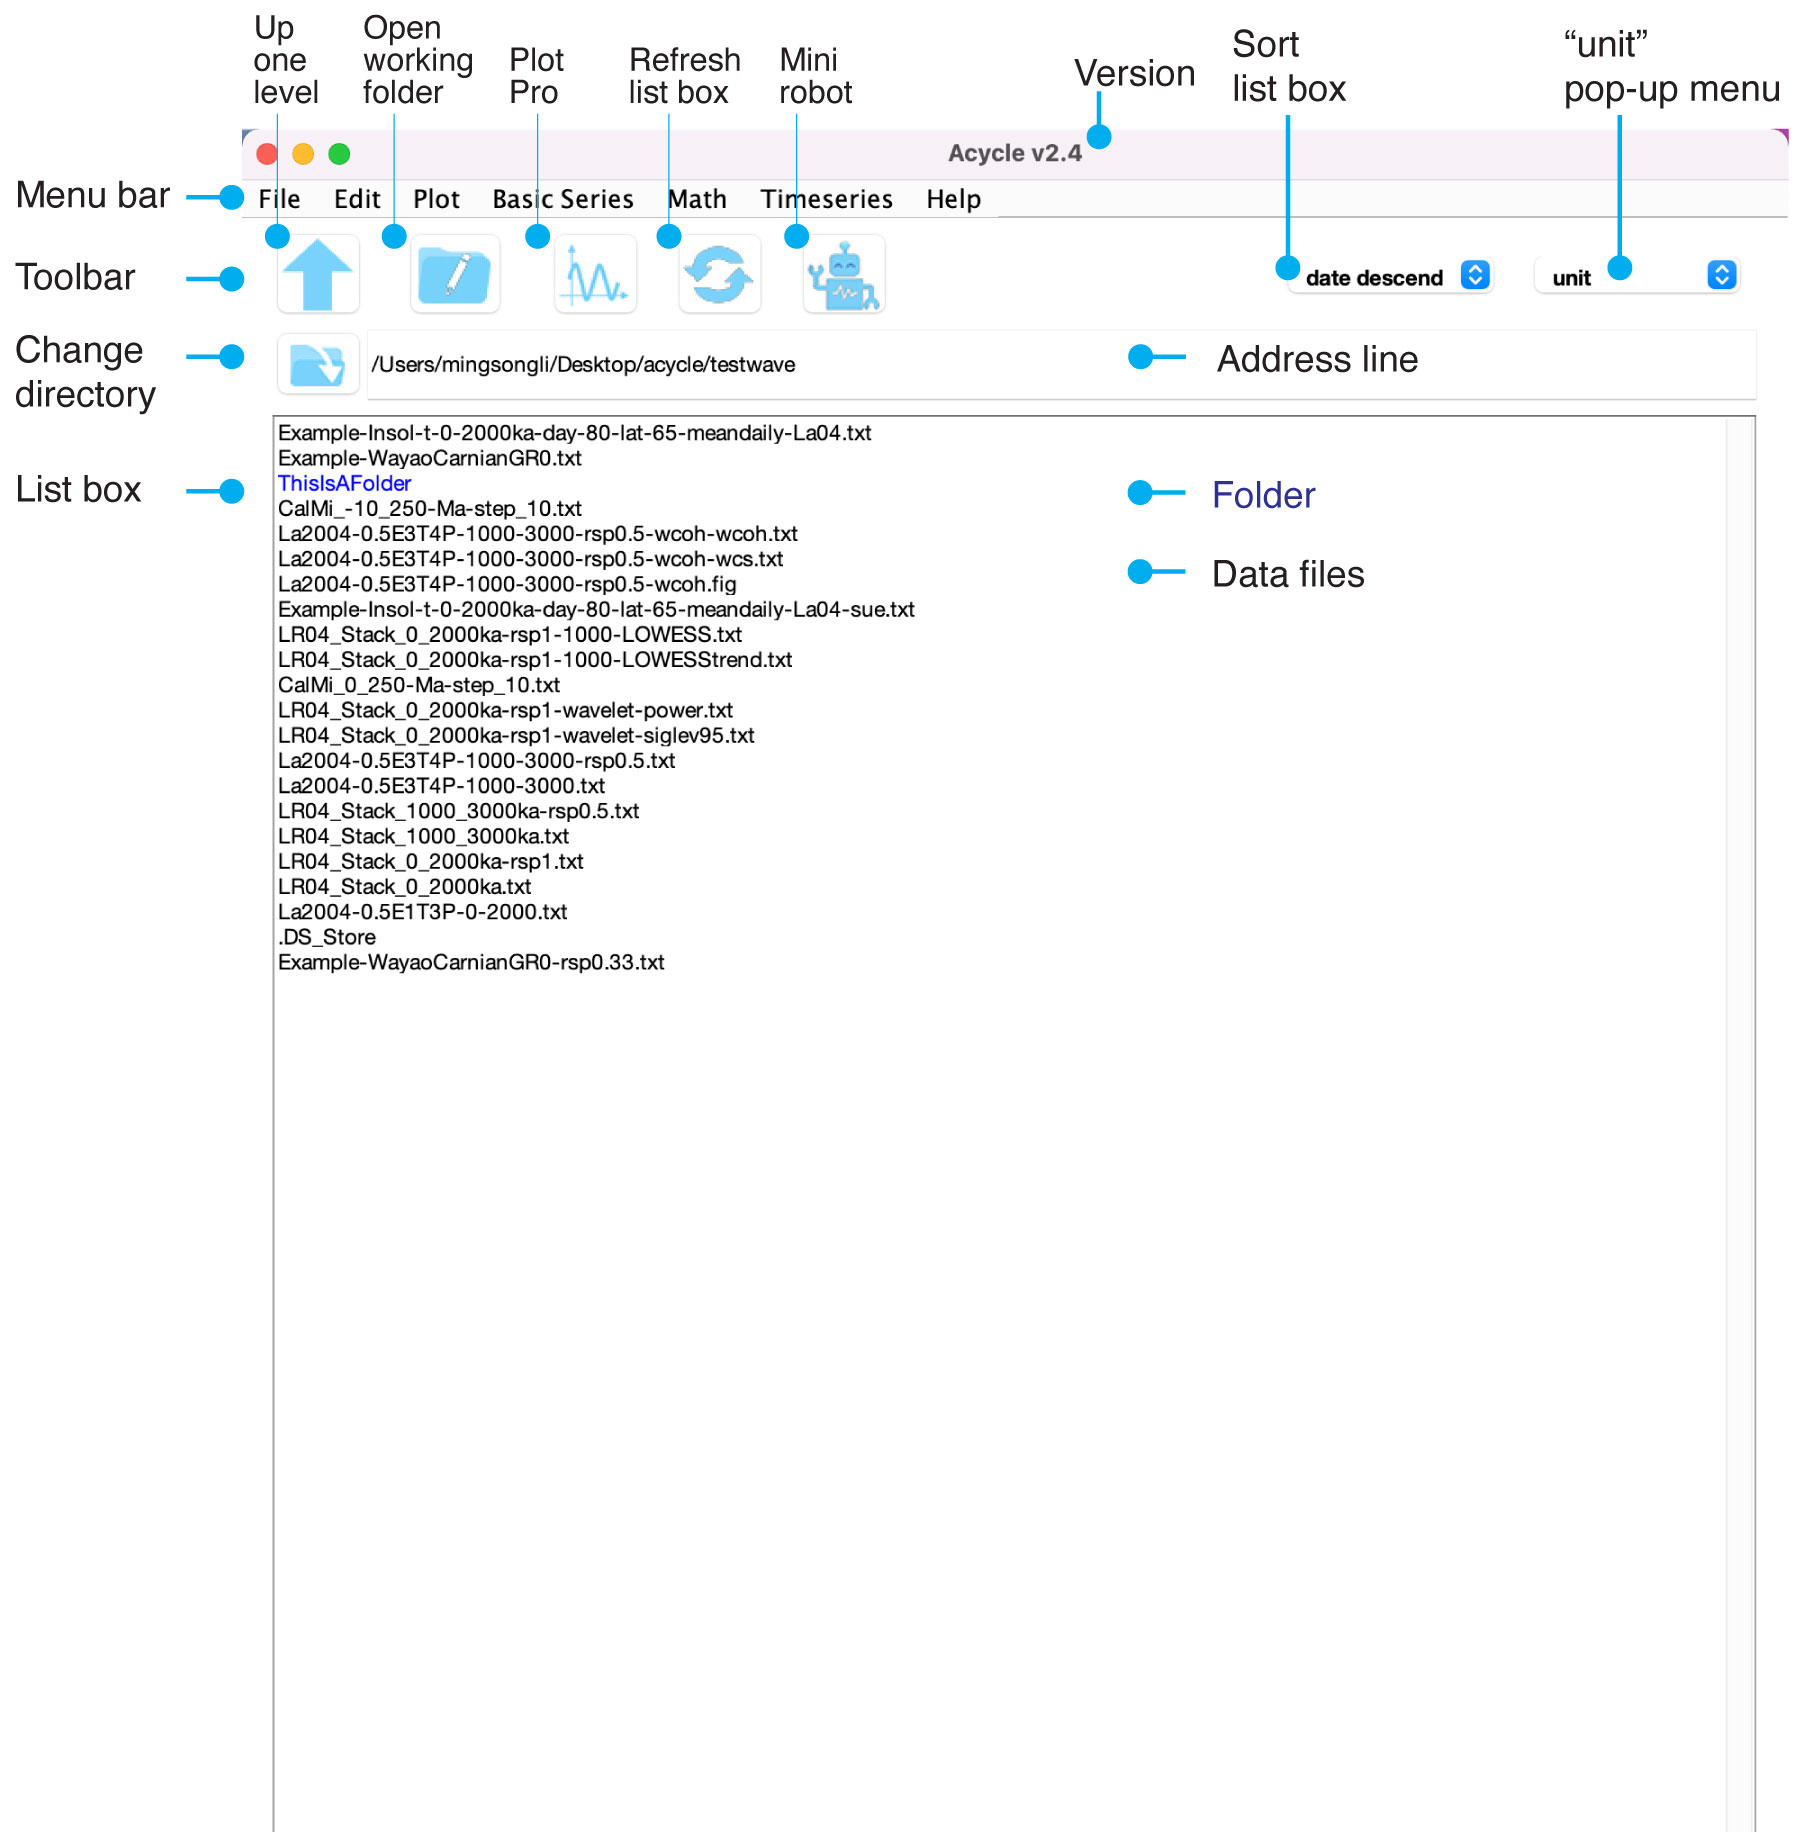 Up
one
level
Open
working
folder
Plot
Pro
Refresh
list box
Mini
robot
Version
Sort
list box
“unit”
pop-up menu
Acycle v2.4
Menu bar
File Edit Plot Basic Series Math Timeseries Help
Toolbar
date descend
unit
Change
directory
/Users/mingsongli/Desktop/acycle/testwave
Address line
List box
Example-Insol-t-0-2000ka-day-80-lat-65-meandaily-La04.txt
Example-WayaoCarnianGR0.txt
ThisIsAFolder
Folder
CalMi_-10_250-Ma-step_10.txt
La2004-0.5E3T4P-1000-3000-rsp0.5-wcoh-wcoh.txt
La2004-0.5E3T4P-1000-3000-rsp0.5-wcoh-wcs.txt
La2004-0.5E3T4P-1000-3000-rsp0.5-wcoh.fig
Data files
Example-Insol-t-0-2000ka-day-80-lat-65-meandaily-La04-sue.txt
LR04_Stack_0_2000ka-rsp1-1000-LOWESS.txt
LR04_Stack_0_2000ka-rsp1-1000-LOWESStrend.txt
CalMi_0_250-Ma-step_10.txt
LR04_Stack_0_2000ka-rsp1-wavelet-power.txt
LR04_Stack_0_2000ka-rsp1-wavelet-siglev95.txt
La2004-0.5E3T4P-1000-3000-rsp0.5.txt
La2004-0.5E3T4P-1000-3000.txt
LR04_Stack_1000_3000ka-rsp0.5.txt
LR04_Stack_1000_3000ka.txt
LR04_Stack_0_2000ka-rsp1.txt
LR04_Stack_0_2000ka.txt
La2004-0.5E1T3P-0-2000.txt
.DS_Store
Example-WayaoCarnianGR0-rsp0.33.txt